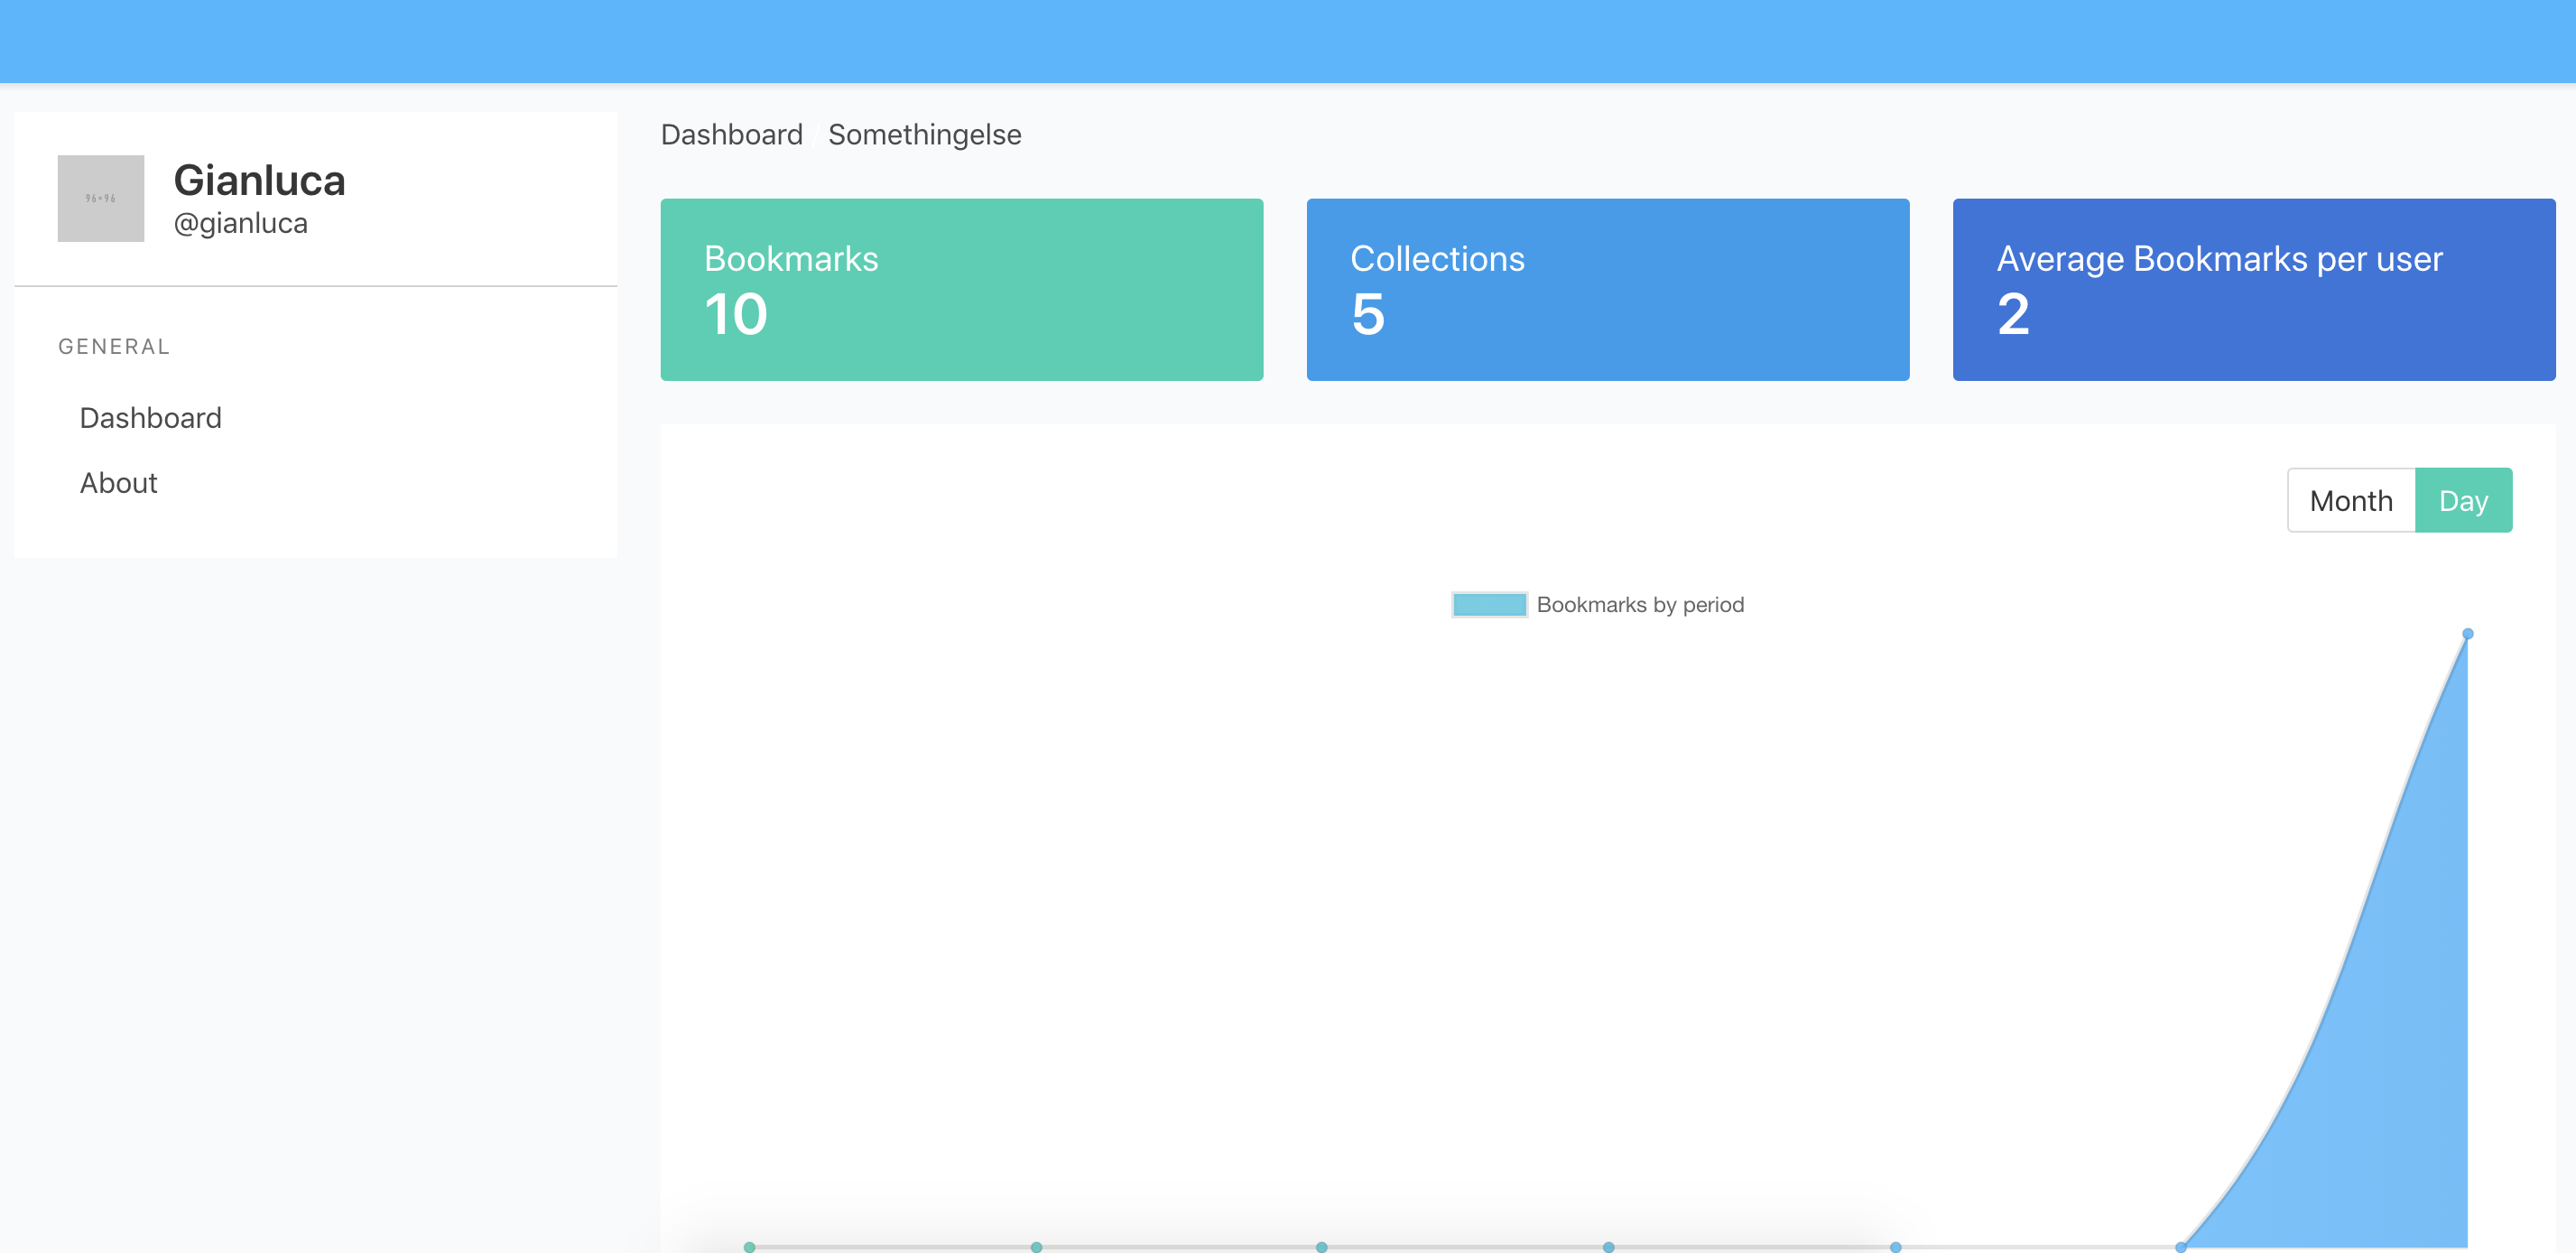 96×96
Gianluca
@gianluca
GENERAL
Dashboard
About
Dashboard Somethingelse
Bookmarks
10
Collections
5
Average Bookmarks per user
2
Month Day
Bookmarks by period